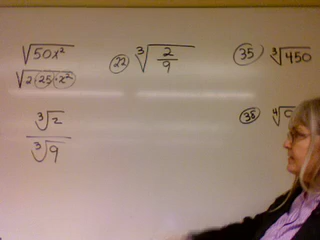 √50x²
√2·25·x²
∛2
∛9
22 ∛2/9
35 ∛450
38 ∜